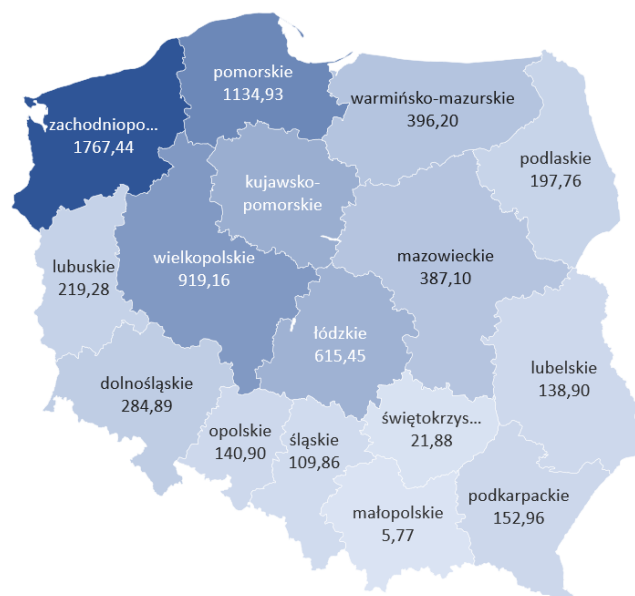 pomorskie
1134,93
warmińsko-mazurskie
396,20
zachodniopo...
1767,44
podlaskie
197,76
kujawsko-
pomorskie
wielkopolskie
919,16
mazowieckie
387,10
lubuskie
219,28
łódzkie
615,45
lubelskie
138,90
dolnośląskie
284,89
świętokrzys...
21,88
opolskie
140,90
śląskie
109,86
podkarpackie
152,96
małopolskie
5,77